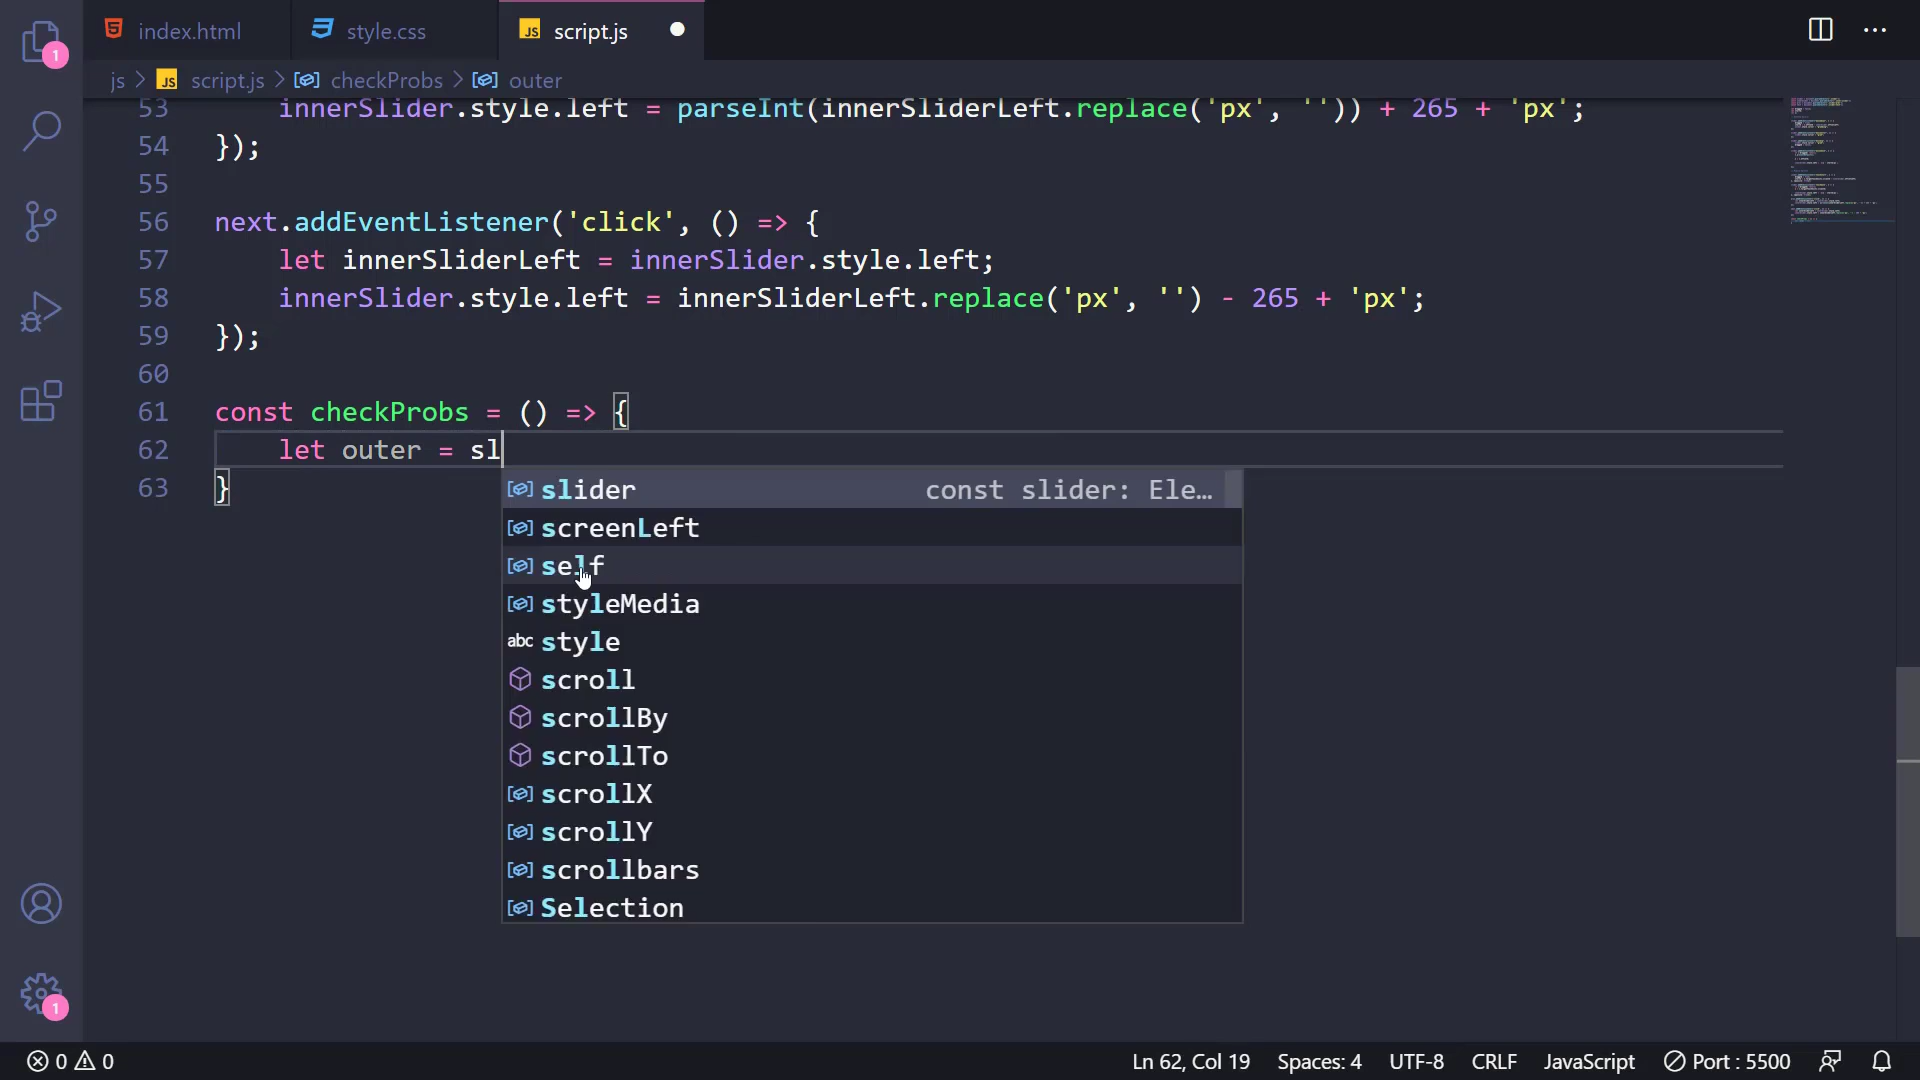 1
index.html
style.css
JS script.js
js > JS script.js > checkProbs > outer
53 innerSlider.style.left = parseInt(innerSliderLeft.replace('px', '')) + 265 + 'px';
54 });
55
56 next.addEventListener('click', () => {
57 let innerSliderLeft = innerSlider.style.left;
58 innerSlider.style.left = innerSliderLeft.replace('px', '') - 265 + 'px';
59 });
60
61 const checkProbs = () => {
62 let outer = sl
63 }
slider const slider: Ele...
screenLeft
self
styleMedia
abc style
scroll
scrollBy
scrollTo
scrollX
scrollY
scrollbars
Selection
1
0 0
Ln 62, Col 19 Spaces: 4 UTF-8 CRLF JavaScript Port : 5500